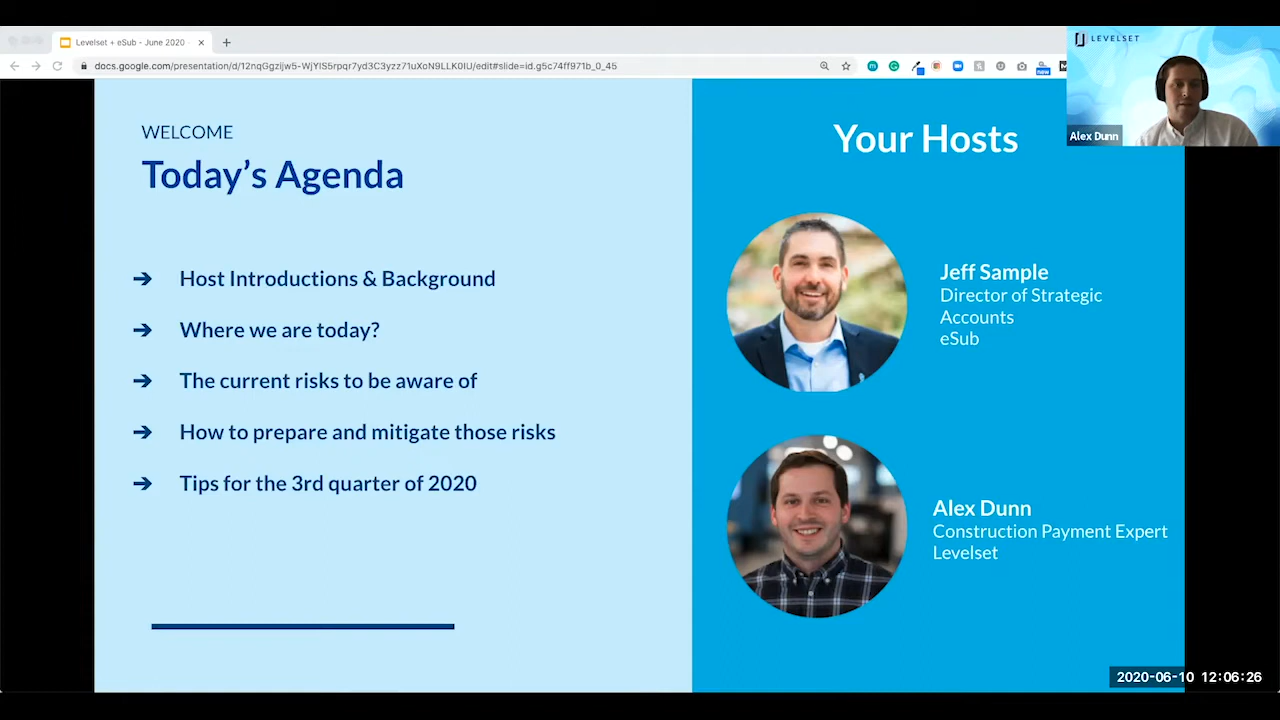 Levelset + eSub - June 2020
docs.google.com/presentation/d/12nqGgzijw5-WjYIS5rpqr7yd3C3yzz71uXoN9LLK0IU/edit#slide=id.g5c74ff971b_0_45
LEVELSET
Alex Dunn
WELCOME
Today's Agenda
➔ Host Introductions & Background
➔ Where we are today?
➔ The current risks to be aware of
➔ How to prepare and mitigate those risks
➔ Tips for the 3rd quarter of 2020
Your Hosts
Jeff Sample
Director of Strategic
Accounts
eSub
Alex Dunn
Construction Payment Expert
Levelset
2020-06-10 12:06:26